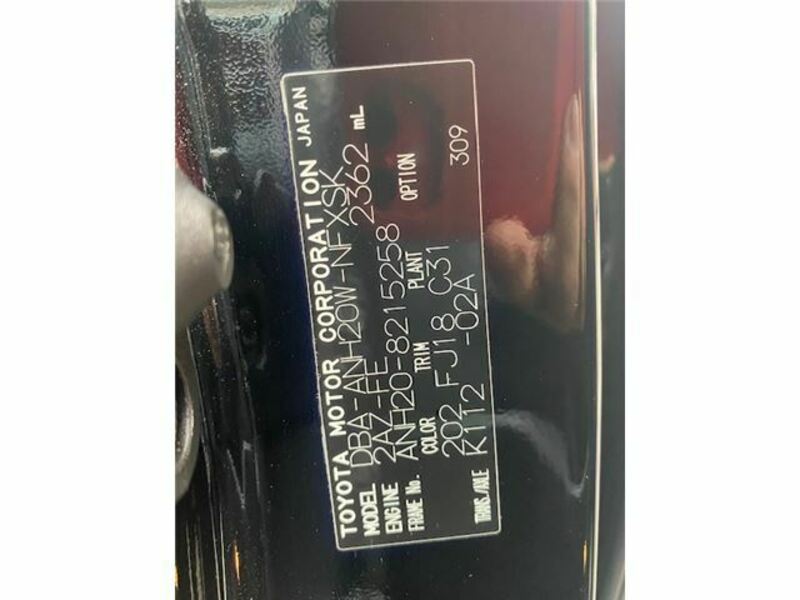 TOYOTA MOTOR CORPORATION JAPAN
MODEL DBA-ANH20W-NFXSK
ENGINE 2AZ-FE 2362 mL
FRAME No. ANH20-8215258
COLOR TRIM PLANT OPTION
202 FJ18 C31 309
TRANS./AXLE K112 -02A